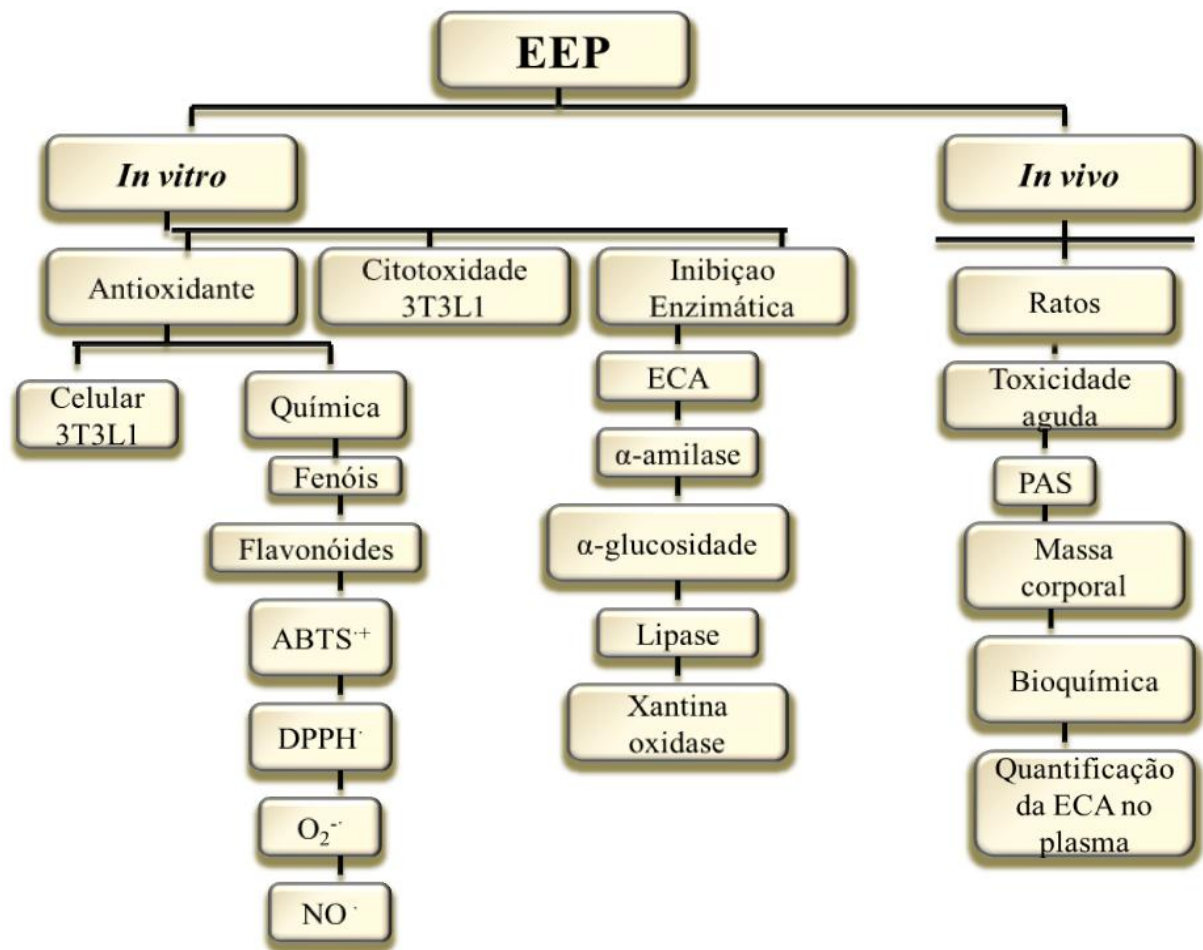 EEP
In vitro
In vivo
Antioxidante
Citotoxidade
3T3L1
Inibiçao
Enzimática
Ratos
Celular
3T3L1
Química
ECA
Toxicidade
aguda
Fenóis
α-amilase
PAS
Flavonóides
α-glucosidade
Massa
corporal
ABTS·+
Lipase
Bioquímica
DPPH·
Xantina
oxidase
Quantificação
da ECA no
plasma
O₂-·
NO ·